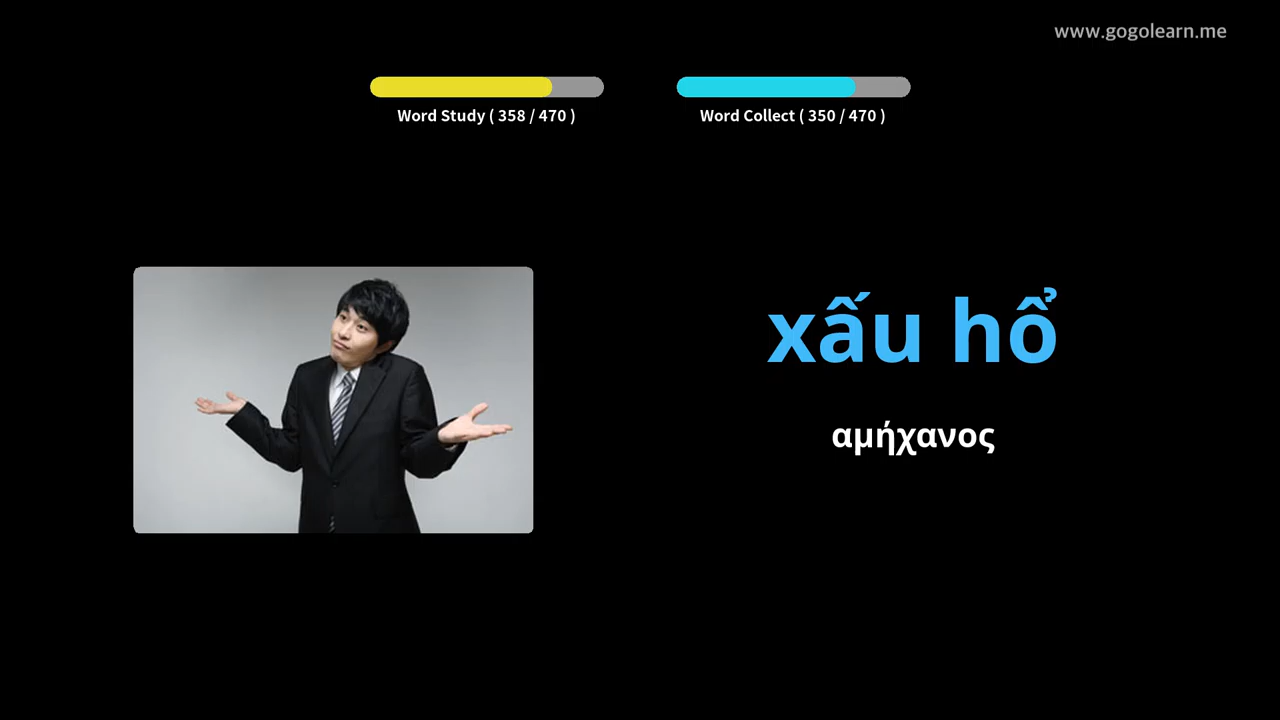 www.gogolearn.me
Word Study ( 358 / 470 )
Word Collect ( 350 / 470 )
xấu hổ
αμήχανος